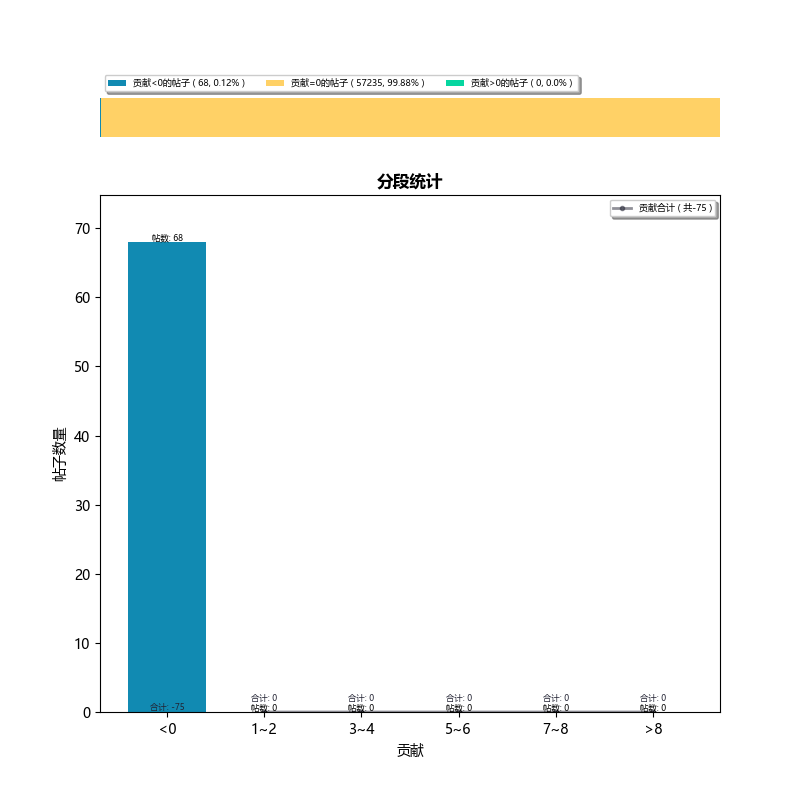 贡献<0的帖子 ( 68, 0.12% ) 贡献=0的帖子 ( 57235, 99.88% ) 贡献>0的帖子 ( 0, 0.0% )
分段统计
贡献合计 ( 共-75 )
70
60
50
40
30
20
10
0
帖子数量
帖数: 68
合计: -75
合计: 0 合计: 0 合计: 0 合计: 0 合计: 0
帖数: 0 帖数: 0 帖数: 0 帖数: 0 帖数: 0
<0 1~2 3~4 5~6 7~8 >8
贡献